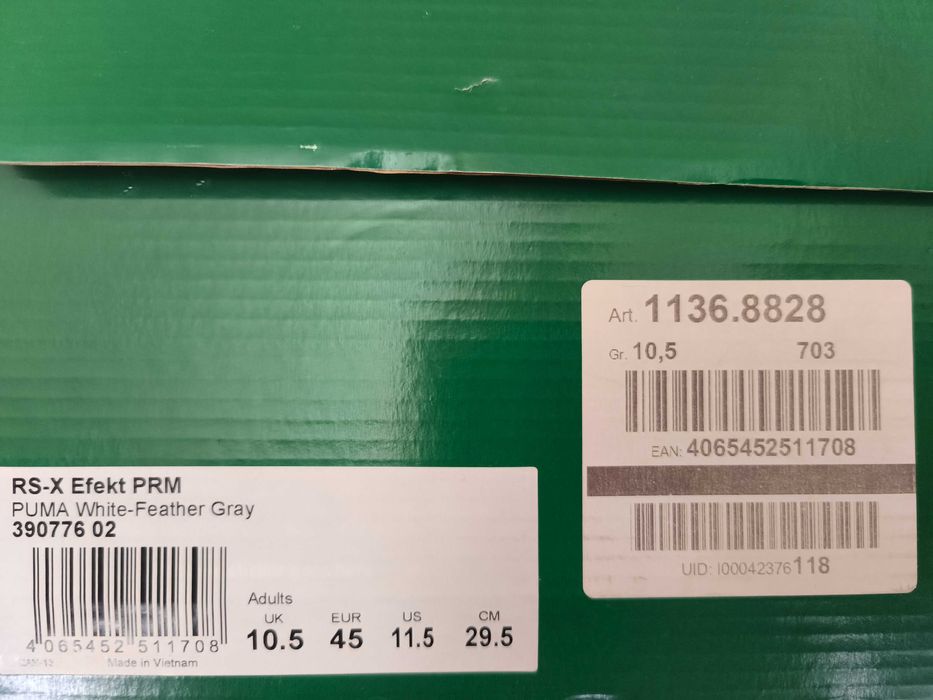 Art. 1136.8828
Gr. 10,5 703
EAN: 4065452511708
UID: I00042376118
RS-X Efekt PRM
PUMA White-Feather Gray
390776 02
Adults
UK EUR US CM
10.5 45 11.5 29.5
4 065452 511708
Made in Vietnam